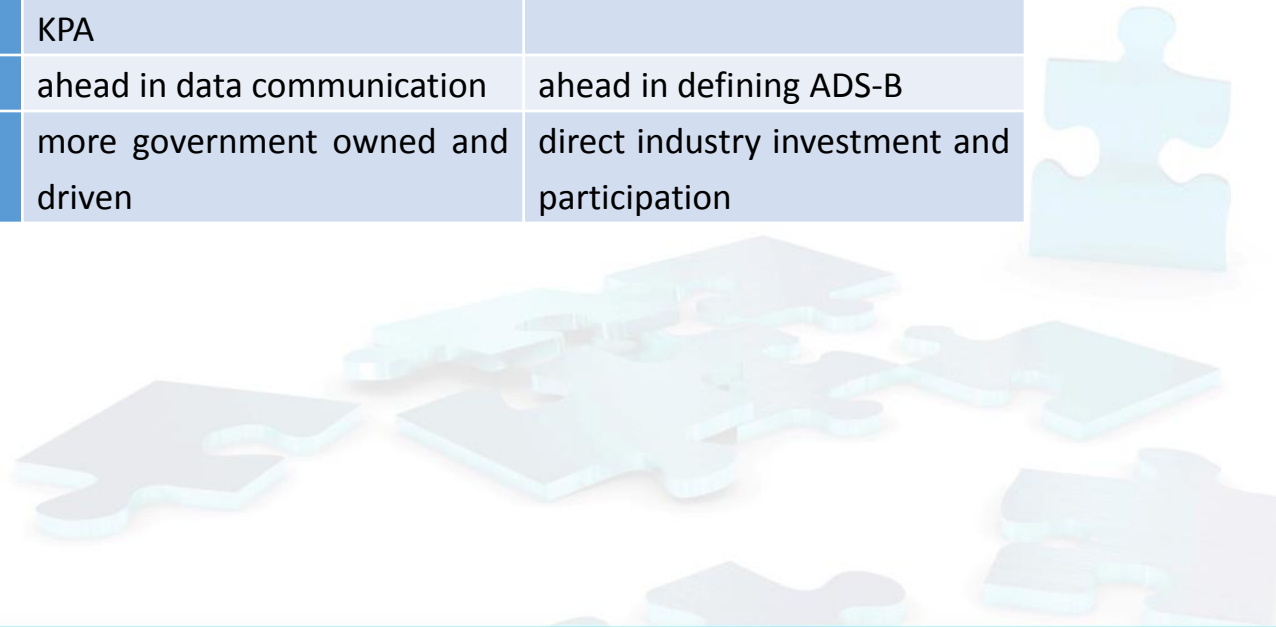 KPA
ahead in data communication ahead in defining ADS-B
more government owned and direct industry investment and
driven participation